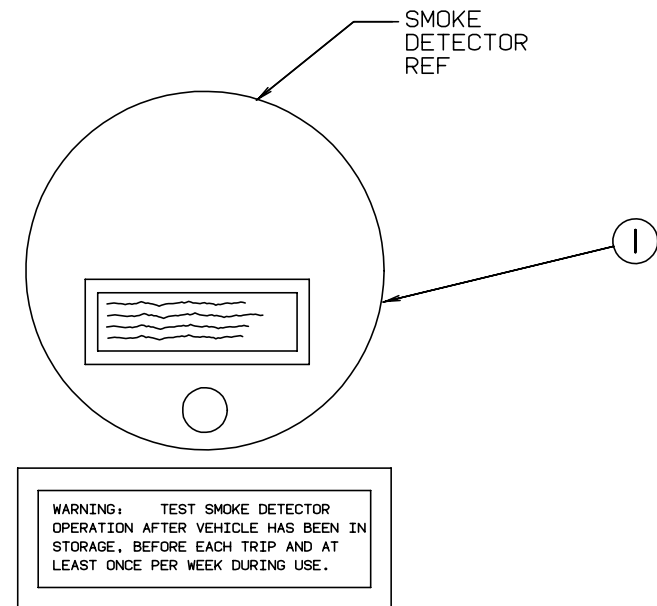 SMOKE
DETECTOR
REF
1
WARNING: TEST SMOKE DETECTOR
OPERATION AFTER VEHICLE HAS BEEN IN
STORAGE, BEFORE EACH TRIP AND AT
LEAST ONCE PER WEEK DURING USE.